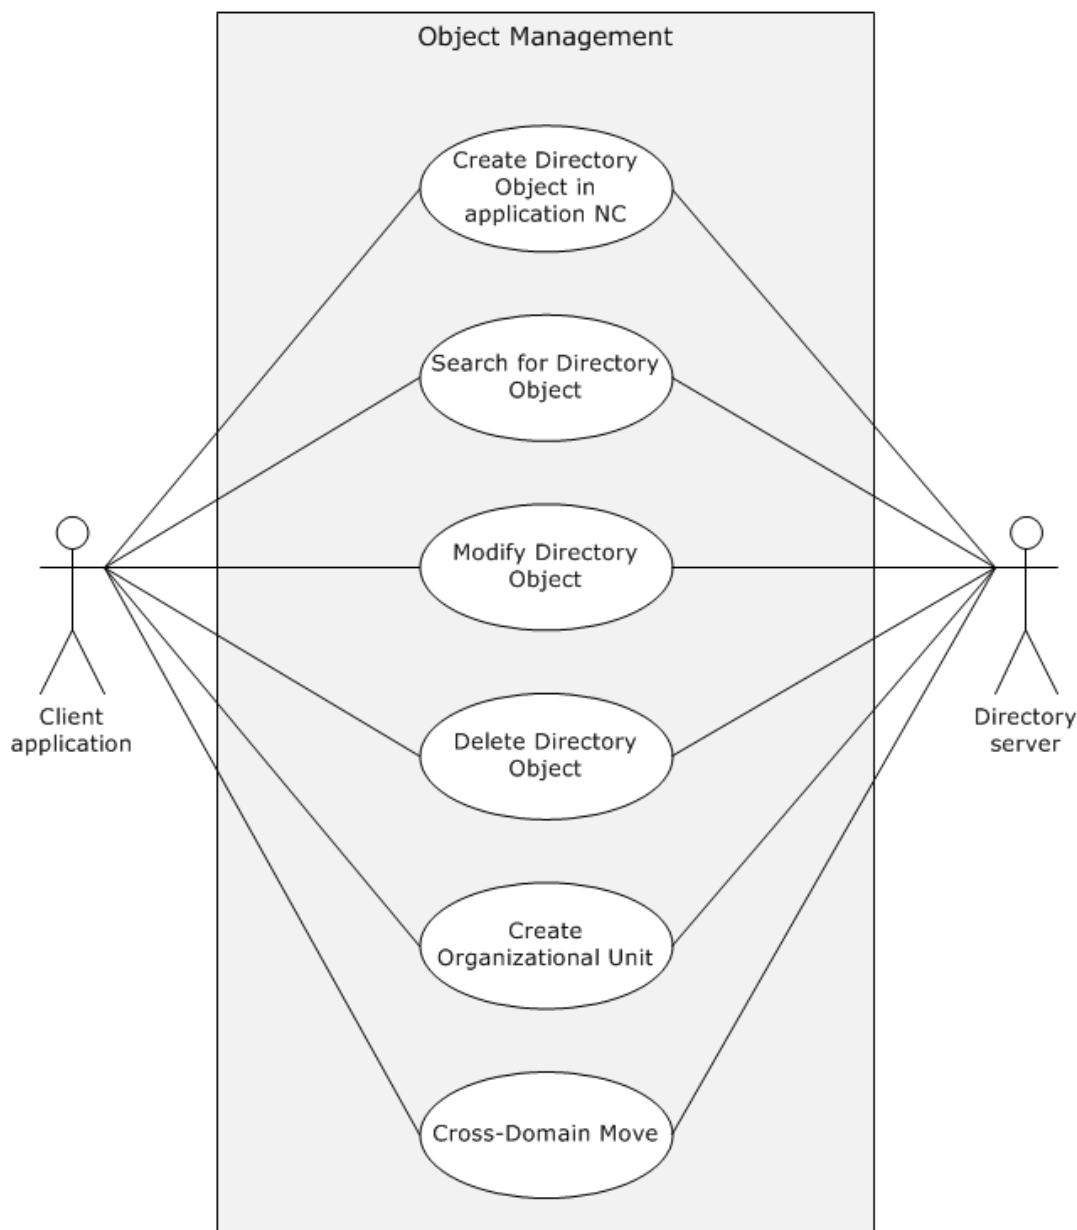 Object Management
Create Directory
Object in
application NC
Search for Directory
Object
Modify Directory
Object
Client
application
Directory
server
Delete Directory
Object
Create
Organizational Unit
Cross-Domain Move